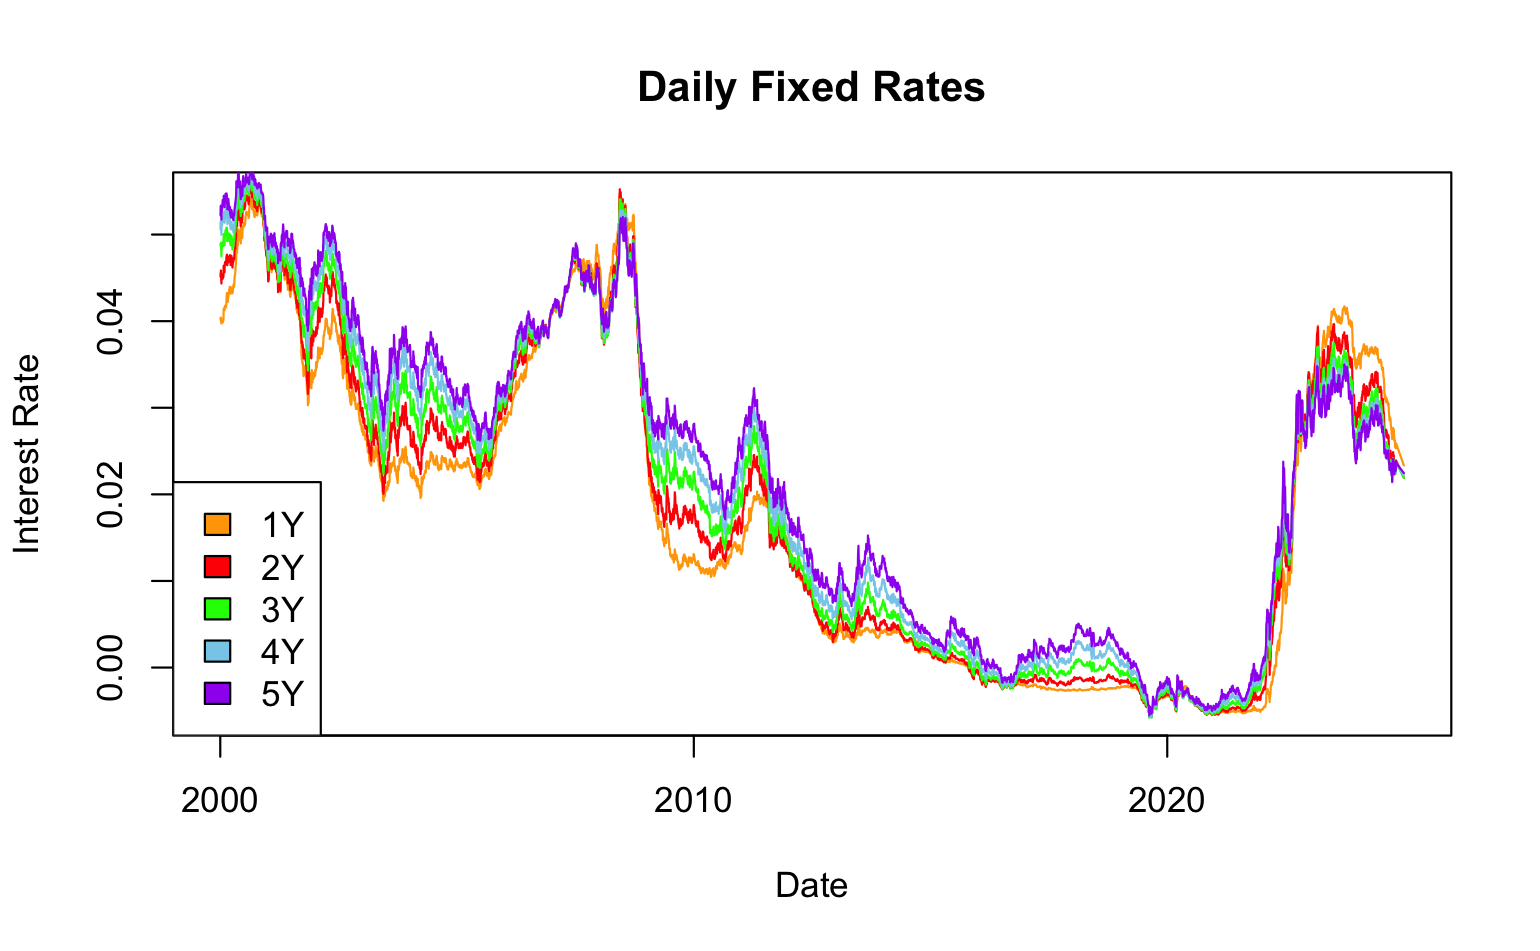 Daily Fixed Rates
Interest Rate
0.04
0.02
0.00
1Y
2Y
3Y
4Y
5Y
2000 2010 2020
Date